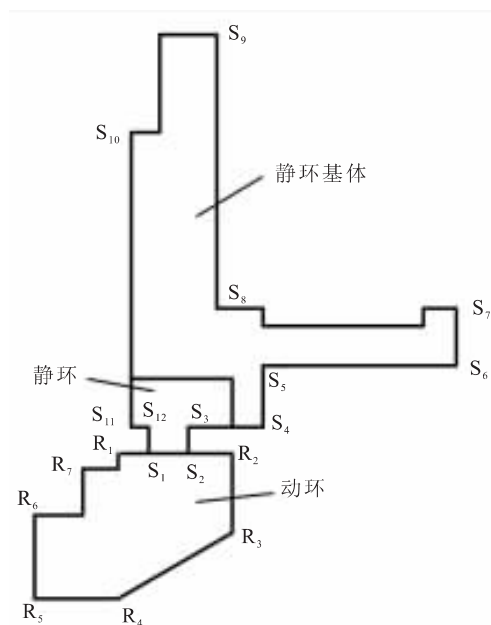 S₉
S₁₀
静环基体
S₈
S₇
S₆
静环
S₅
S₁₁ S₁₂ S₃ S₄
R₁ R₂
R₇ S₁ S₂
R₆ 动环
R₃
R₅ R₄